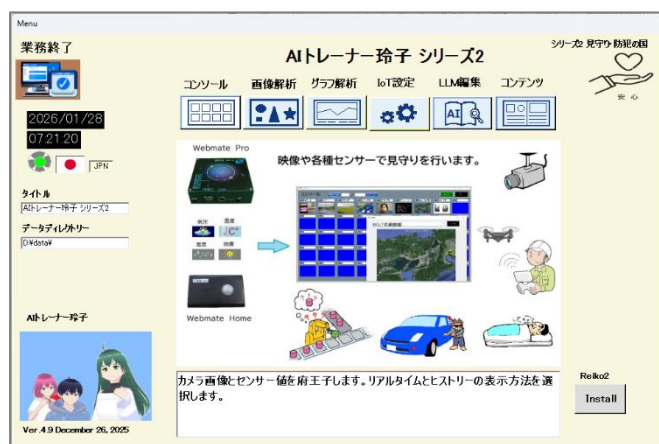 Menu
業務終了
AIトレーナー玲子 シリーズ2
シリーズ2 見守り 防犯の国
安 心
コンソール 画像解析 グラフ解析 IoT設定 LLM編集 コンテンツ
AI
2026/01/28
07:21:20
JPN
タイトル
AIトレーナー玲子 シリーズ2
データディレクトリー
D:¥data¥
Webmate Pro
映像や各種センサーで見守りを行います。
コンソール
Webmate Home
AIトレーナー玲子
Ver.4.9 December 26, 2025
カメラ画像とセンサー値を府王子します。リアルタイムとヒストリーの表示方法を選
択します。
Reiko2
Install